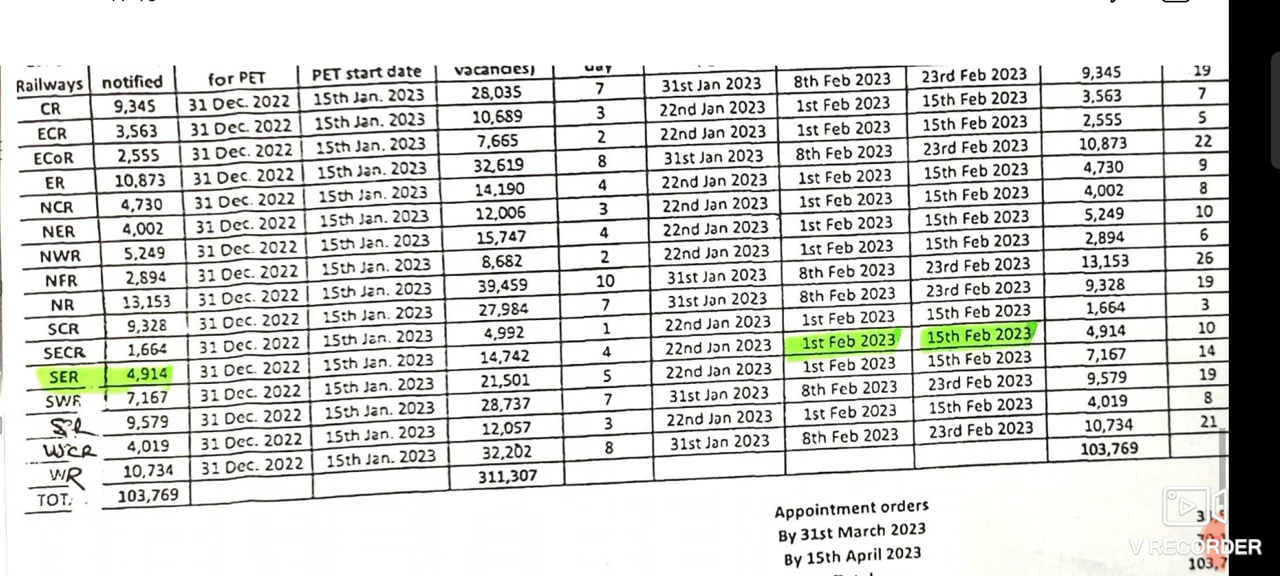 Railways notified for PET PET start date vacancies) day
CR 9,345 31 Dec. 2022 15th Jan. 2023 28,035 7 31st Jan 2023 8th Feb 2023 23rd Feb 2023 9,345 19
ECR 3,563 31 Dec. 2022 15th Jan. 2023 10,689 3 22nd Jan 2023 1st Feb 2023 15th Feb 2023 3,563 7
ECoR 2,555 31 Dec. 2022 15th Jan. 2023 7,665 2 22nd Jan 2023 1st Feb 2023 15th Feb 2023 2,555 5
ER 10,873 31 Dec. 2022 15th Jan. 2023 32,619 8 31st Jan 2023 8th Feb 2023 23rd Feb 2023 10,873 22
NCR 4,730 31 Dec. 2022 15th Jan. 2023 14,190 4 22nd Jan 2023 1st Feb 2023 15th Feb 2023 4,730 9
NER 4,002 31 Dec. 2022 15th Jan. 2023 12,006 3 22nd Jan 2023 1st Feb 2023 15th Feb 2023 4,002 8
NWR 5,249 31 Dec. 2022 15th Jan. 2023 15,747 4 22nd Jan 2023 1st Feb 2023 15th Feb 2023 5,249 10
NFR 2,894 31 Dec. 2022 15th Jan. 2023 8,682 2 22nd Jan 2023 1st Feb 2023 15th Feb 2023 2,894 6
NR 13,153 31 Dec. 2022 15th Jan. 2023 39,459 10 31st Jan 2023 8th Feb 2023 23rd Feb 2023 13,153 26
SCR 9,328 31 Dec. 2022 15th Jan. 2023 27,984 7 31st Jan 2023 8th Feb 2023 23rd Feb 2023 9,328 19
SECR 1,664 31 Dec. 2022 15th Jan. 2023 4,992 1 22nd Jan 2023 1st Feb 2023 15th Feb 2023 1,664 3
SER 4,914 31 Dec. 2022 15th Jan. 2023 14,742 4 22nd Jan 2023 1st Feb 2023 15th Feb 2023 4,914 10
SWR 7,167 31 Dec. 2022 15th Jan. 2023 21,501 5 22nd Jan 2023 1st Feb 2023 15th Feb 2023 7,167 14
SR 9,579 31 Dec. 2022 15th Jan. 2023 28,737 7 31st Jan 2023 8th Feb 2023 23rd Feb 2023 9,579 19
WCR 4,019 31 Dec. 2022 15th Jan. 2023 12,057 3 22nd Jan 2023 1st Feb 2023 15th Feb 2023 4,019 8
WR 10,734 31 Dec. 2022 15th Jan. 2023 32,202 8 31st Jan 2023 8th Feb 2023 23rd Feb 2023 10,734 21
TOT. 103,769 311,307 103,769
Appointment orders
By 31st March 2023
By 15th April 2023
V RECORDER